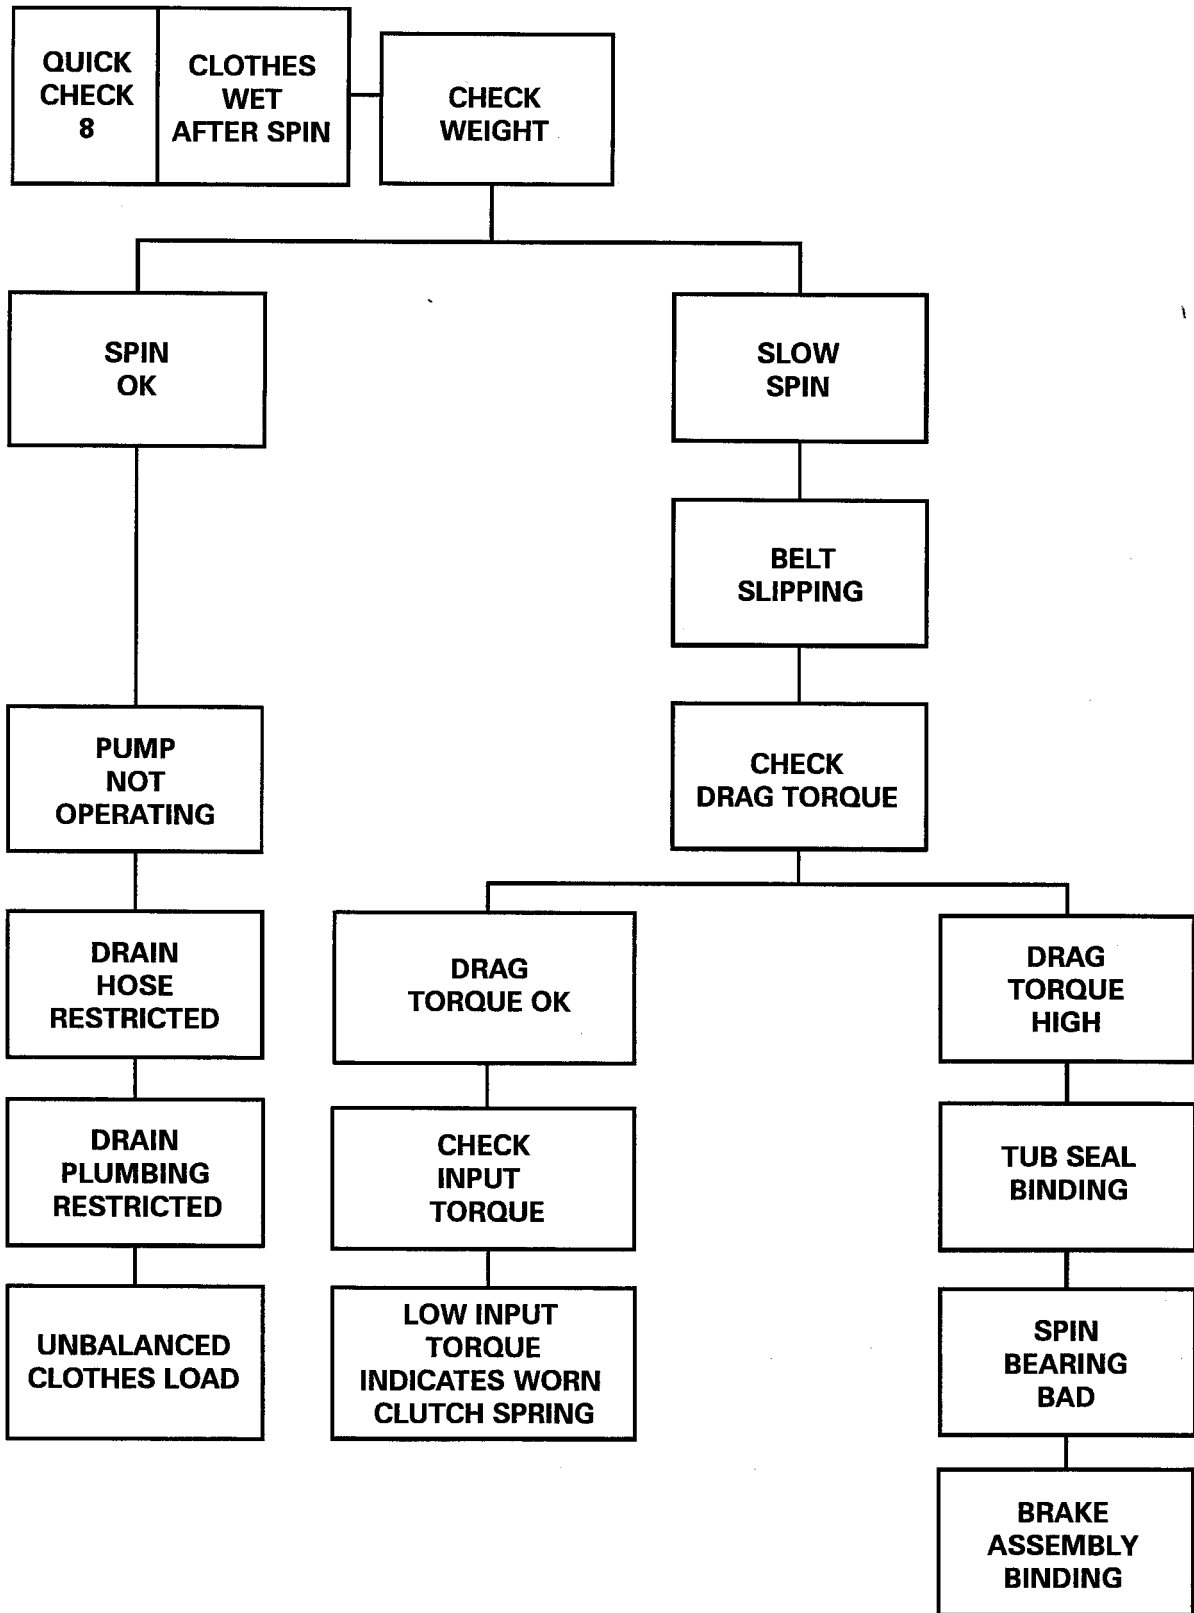 QUICK
CHECK
8
CLOTHES
WET
AFTER SPIN
CHECK
WEIGHT
SPIN
OK
SLOW
SPIN
BELT
SLIPPING
PUMP
NOT
OPERATING
CHECK
DRAG TORQUE
DRAIN
HOSE
RESTRICTED
DRAG
TORQUE OK
DRAG
TORQUE
HIGH
DRAIN
PLUMBING
RESTRICTED
CHECK
INPUT
TORQUE
TUB SEAL
BINDING
UNBALANCED
CLOTHES LOAD
LOW INPUT
TORQUE
INDICATES WORN
CLUTCH SPRING
SPIN
BEARING
BAD
BRAKE
ASSEMBLY
BINDING